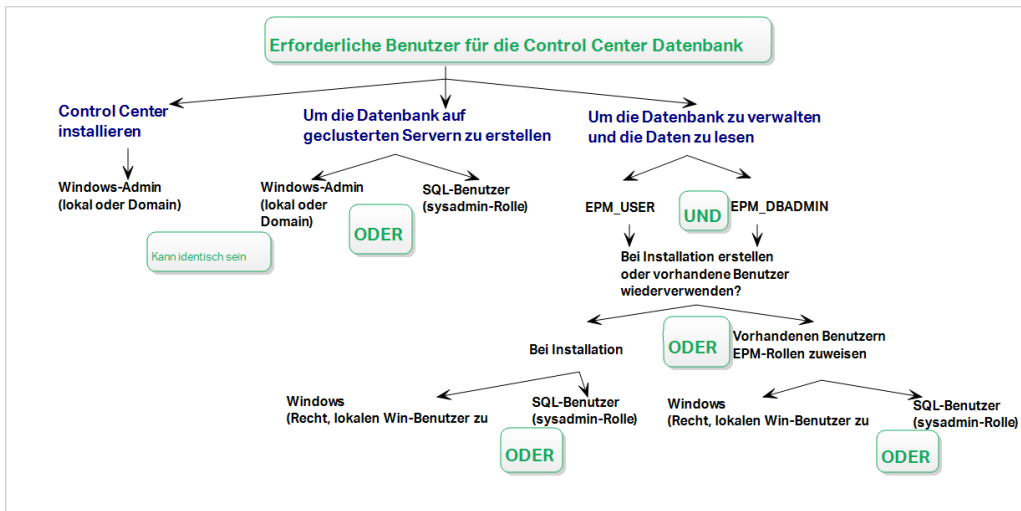 Erforderliche Benutzer für die Control Center Datenbank
Control Center
installieren
Um die Datenbank auf
geclusterten Servern zu erstellen
Um die Datenbank zu verwalten
und die Daten zu lesen
Windows-Admin
(lokal oder Domain)
Windows-Admin
(lokal oder
Domain)
ODER
SQL-Benutzer
(sysadmin-Rolle)
EPM_USER
UND
EPM_DBADMIN
Kann identisch sein
Bei Installation erstellen
oder vorhandene Benutzer
wiederverwenden?
Bei Installation
ODER
Vorhandenen Benutzern
EPM-Rollen zuweisen
Windows
(Recht, lokalen Win-Benutzer zu
SQL-Benutzer
(sysadmin-Rolle)
ODER
Windows
(Recht, lokalen Win-Benutzer zu
SQL-Benutzer
(sysadmin-Rolle)
ODER